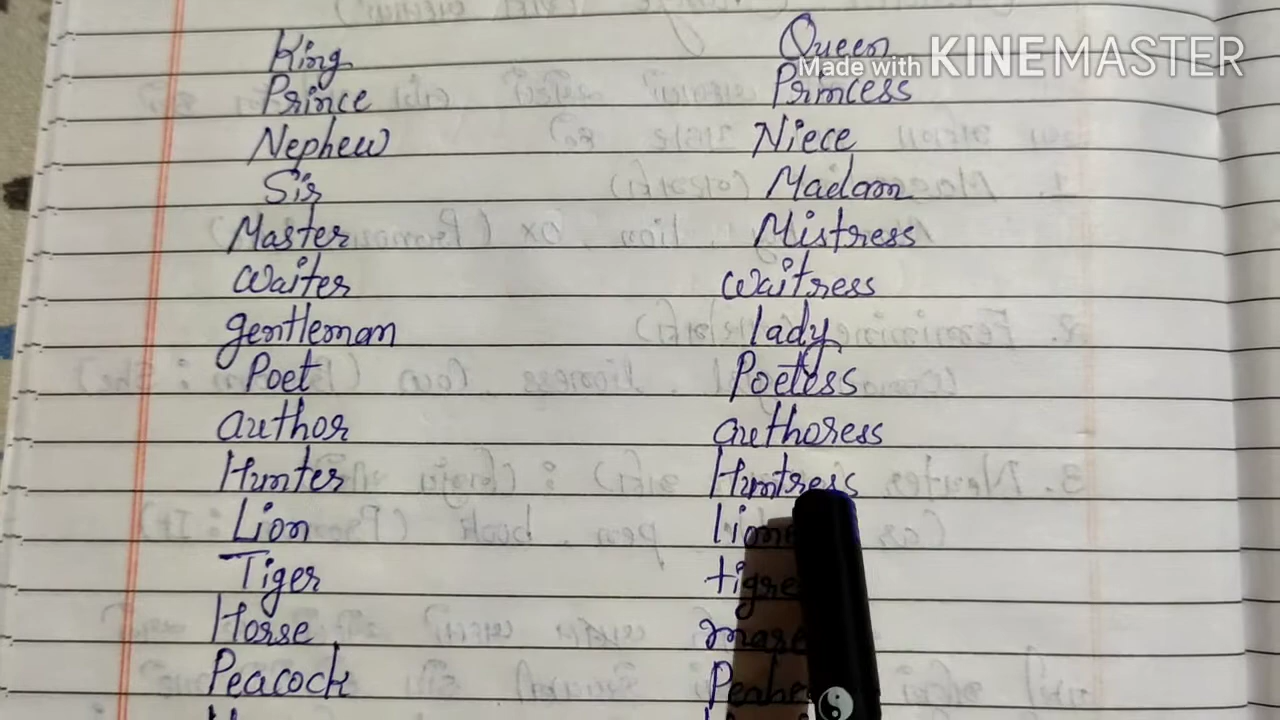 King Queen
Made with KINEMASTER
Prince Princess
Nephew Niece
Sir Madam
Master Mistress
Waiter Waitress
gentleman lady
Poet Poetess
author authoress
Hunter Huntress
Lion
Tiger
Horse mare
Peacock